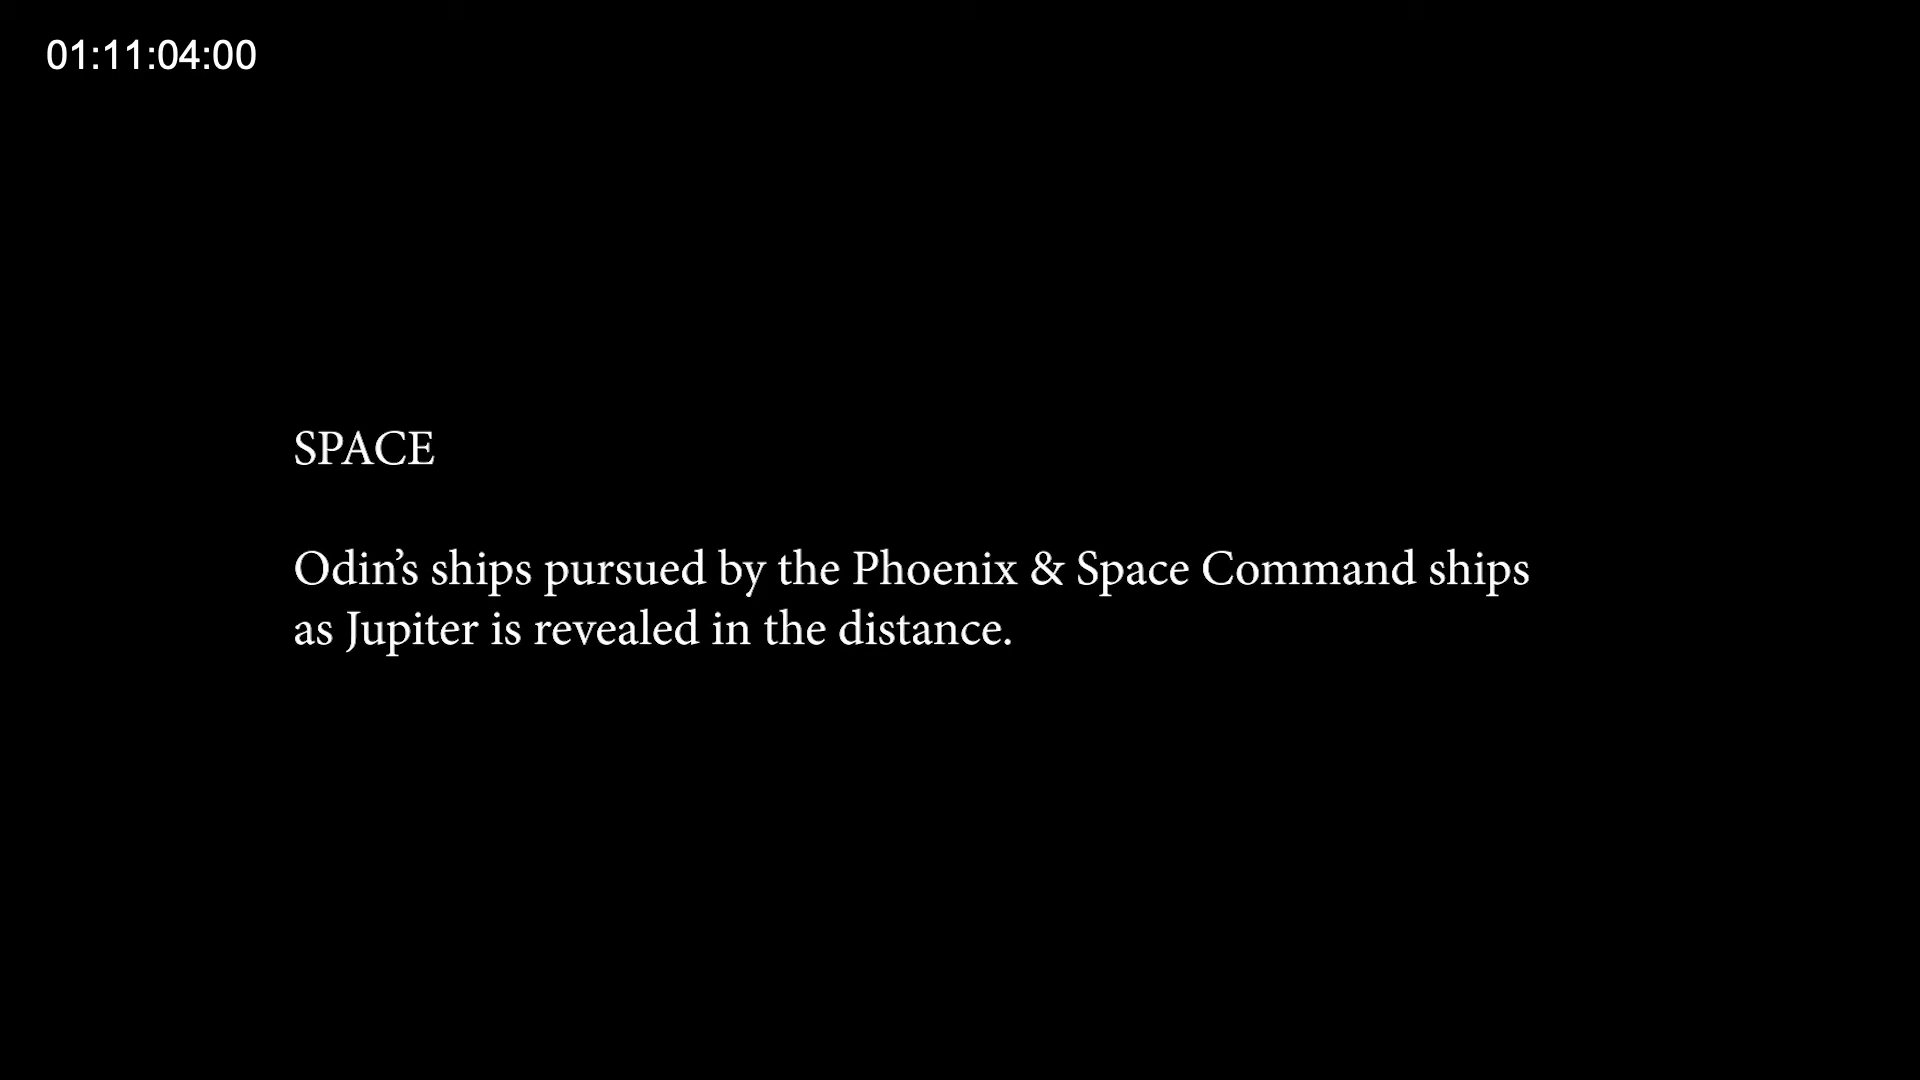 01:11:04:00
SPACE
Odin’s ships pursued by the Phoenix & Space Command ships
as Jupiter is revealed in the distance.